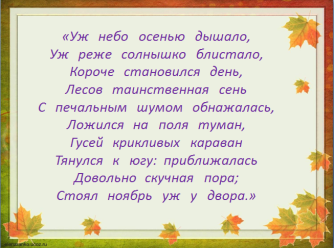 «Уж небо осенью дышало,
Уж реже солнышко блистало,
Короче становился день,
Лесов таинственная сень
С печальным шумом обнажалась,
Ложился на поля туман,
Гусей крикливых караван
Тянулся к югу: приближалась
Довольно скучная пора;
Стоял ноябрь уж у двора.»